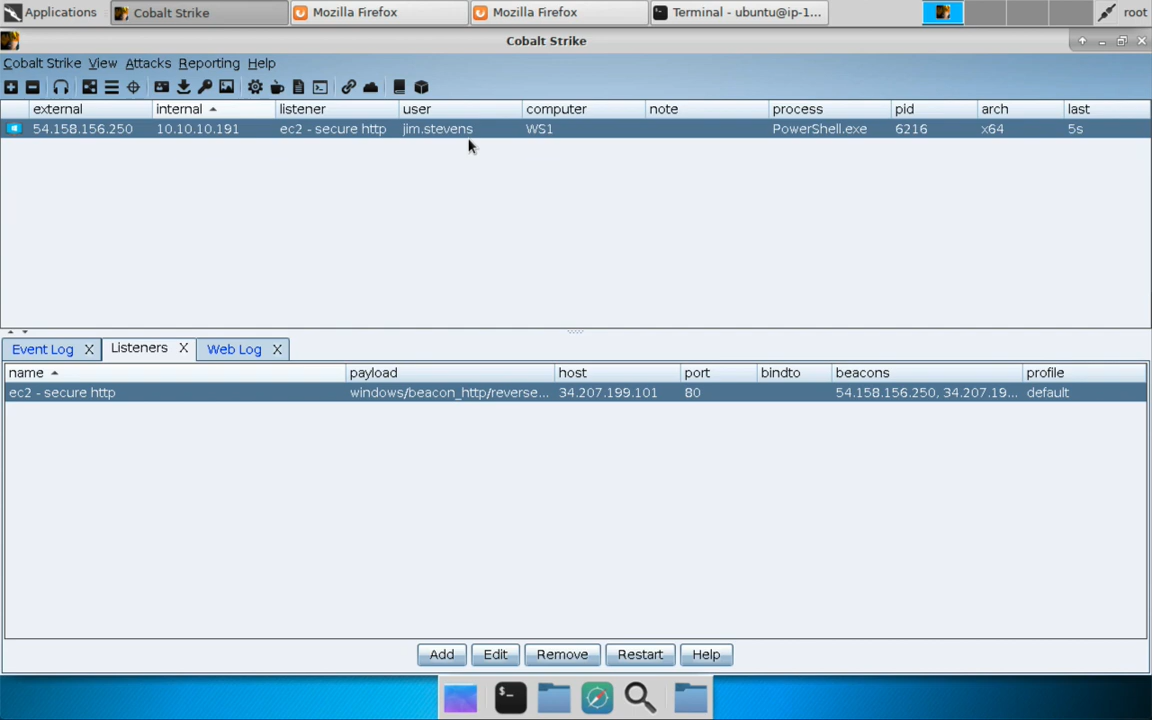 Applications Cobalt Strike Mozilla Firefox Mozilla Firefox Terminal - ubuntu@ip-1... root
Cobalt Strike
Cobalt Strike View Attacks Reporting Help
external internal listener user computer note process pid arch last
54.158.156.250 10.10.10.191 ec2 - secure http jim.stevens WS1 PowerShell.exe 6216 x64 5s
Event Log X Listeners X Web Log X
name payload host port bindto beacons profile
ec2 - secure http windows/beacon_http/reverse... 34.207.199.101 80 54.158.156.250, 34.207.19... default
Add Edit Remove Restart Help